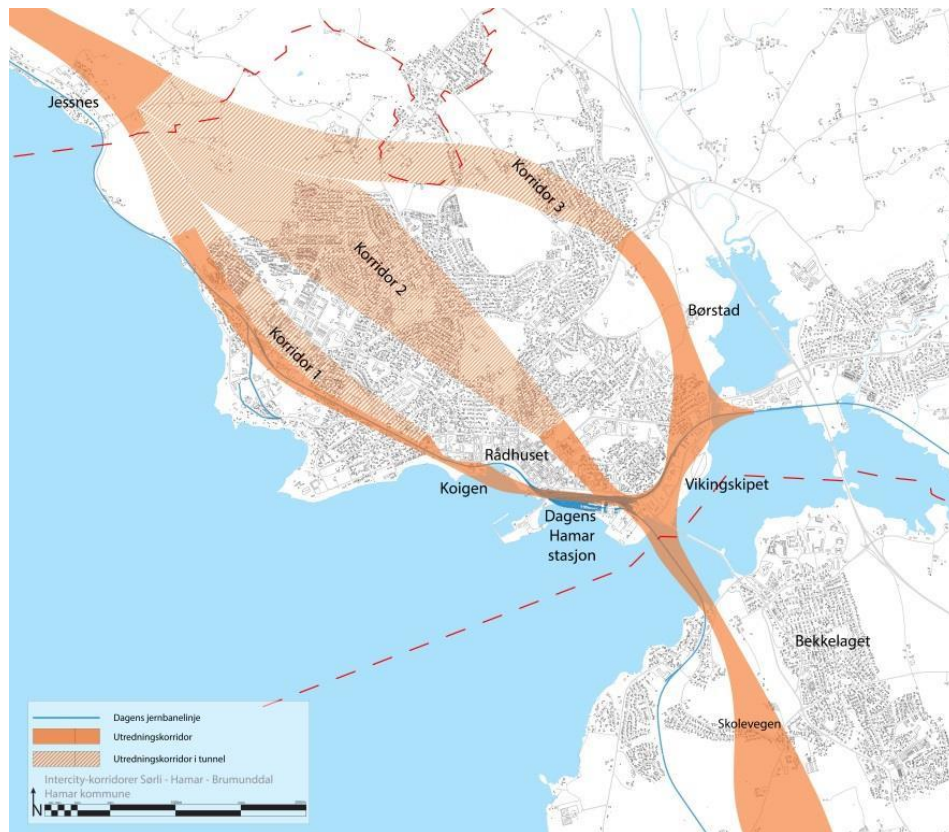 Jessnes
Korridor 3
Korridor 2
Børstad
Korridor 1
Rådhuset
Koigen
Vikingskipet
Dagens
Hamar
stasjon
Bekkelaget
Skolevegen
Dagens jernbanelinje
Utredningskorridor
Utredningskorridor i tunnel
Intercity-korridorer Sørli - Hamar - Brumunddal
Hamar kommune
N